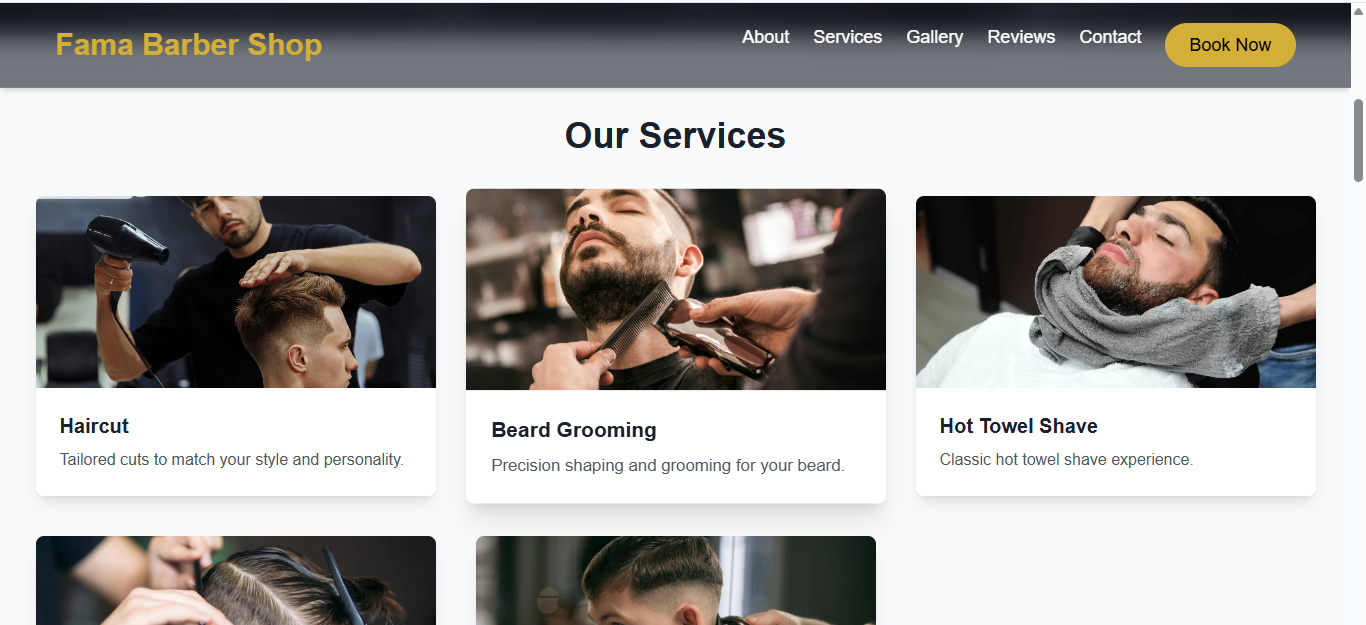 Fama Barber Shop
About
Services
Gallery
Reviews
Contact
Book Now
Our Services
Haircut
Tailored cuts to match your style and personality.
Beard Grooming
Precision shaping and grooming for your beard.
Hot Towel Shave
Classic hot towel shave experience.